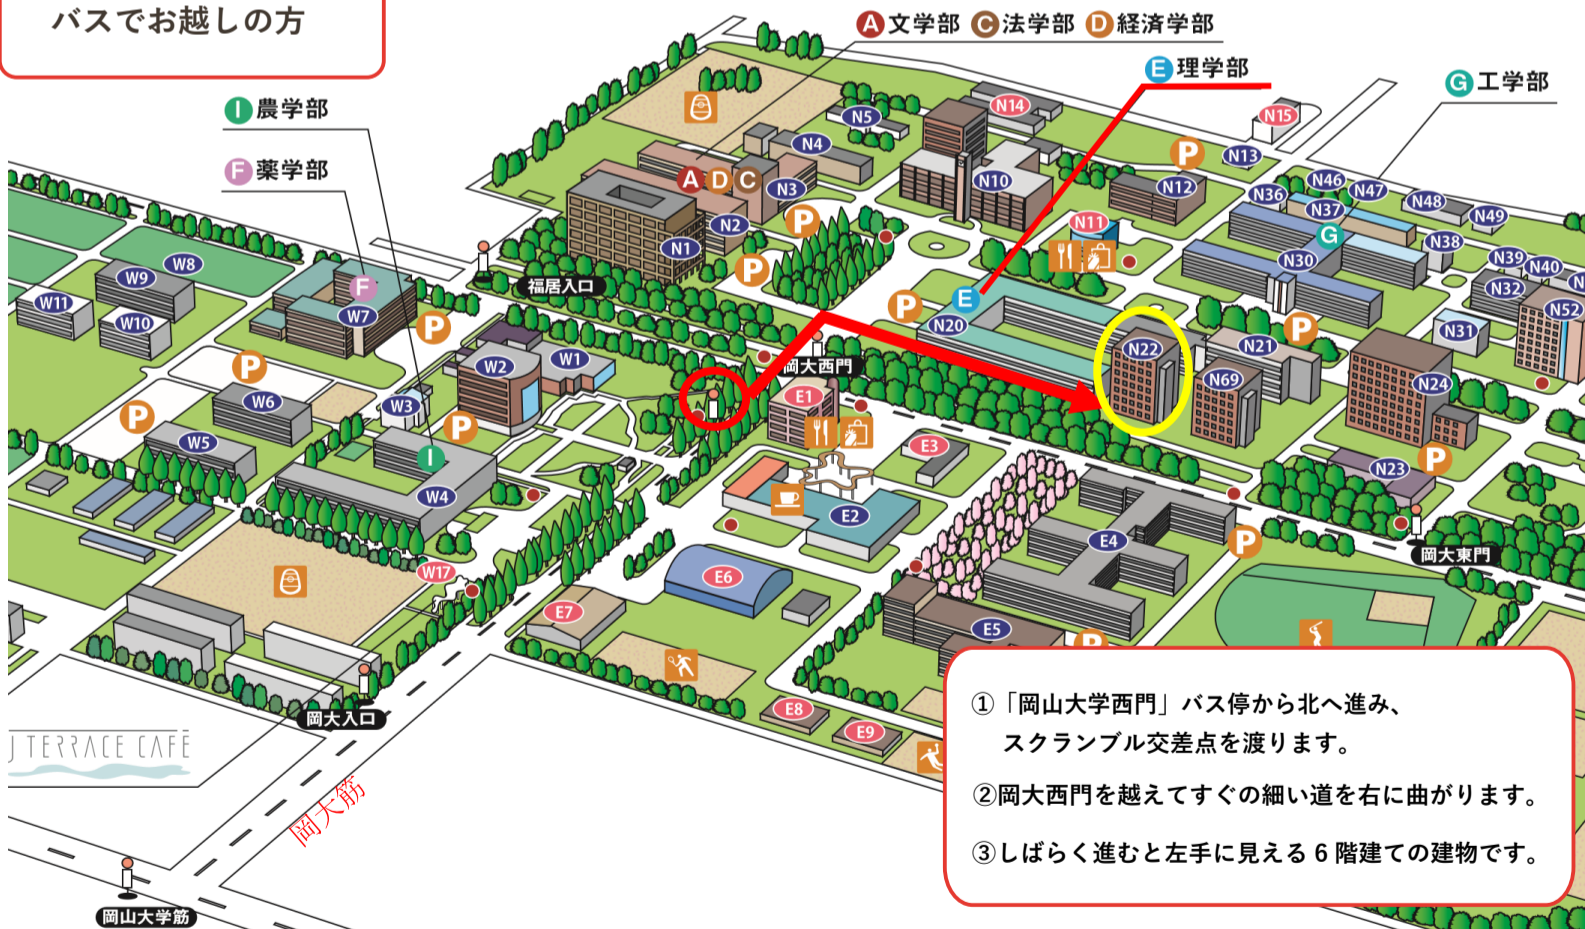 バスでお越しの方
A 文学部 C 法学部 D 経済学部
E 理学部
G 工学部
I 農学部
F 薬学部
N14
N15
N5
N4
N13
N3
N10
N12
N46
N47
N36
N37
N48
N49
A D C
N2
N11
G
N38
N1
P
N30
N39
N40
N32
N52
W9
W8
W11
W10
F
W7
福居入口
E
N20
N31
N22
N21
N69
N24
N23
W2
W1
W3
W6
W5
I
W4
W17
岡大西門
E1
E3
E2
E4
E5
E6
E7
E8
E9
岡大東門
岡大入口
J TERRACE CAFÉ
岡大筋
岡山大学筋
①「岡山大学西門」バス停から北へ進み、
スクランブル交差点を渡ります。
②岡大西門を越えてすぐの細い道を右に曲がります。
③しばらく進むと左手に見える6階建ての建物です。